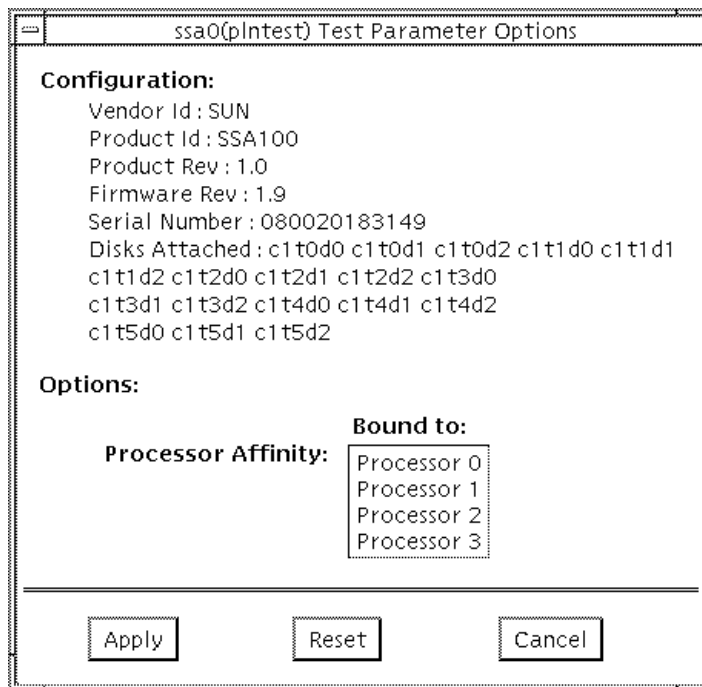 ssa0(plntest) Test Parameter Options
Configuration:
Vendor Id : SUN
Product Id : SSA100
Product Rev : 1.0
Firmware Rev : 1.9
Serial Number : 080020183149
Disks Attached : c1t0d0 c1t0d1 c1t0d2 c1t1d0 c1t1d1
c1t1d2 c1t2d0 c1t2d1 c1t2d2 c1t3d0
c1t3d1 c1t3d2 c1t4d0 c1t4d1 c1t4d2
c1t5d0 c1t5d1 c1t5d2
Options:
Bound to:
Processor Affinity:
Processor 0
Processor 1
Processor 2
Processor 3
Apply Reset Cancel